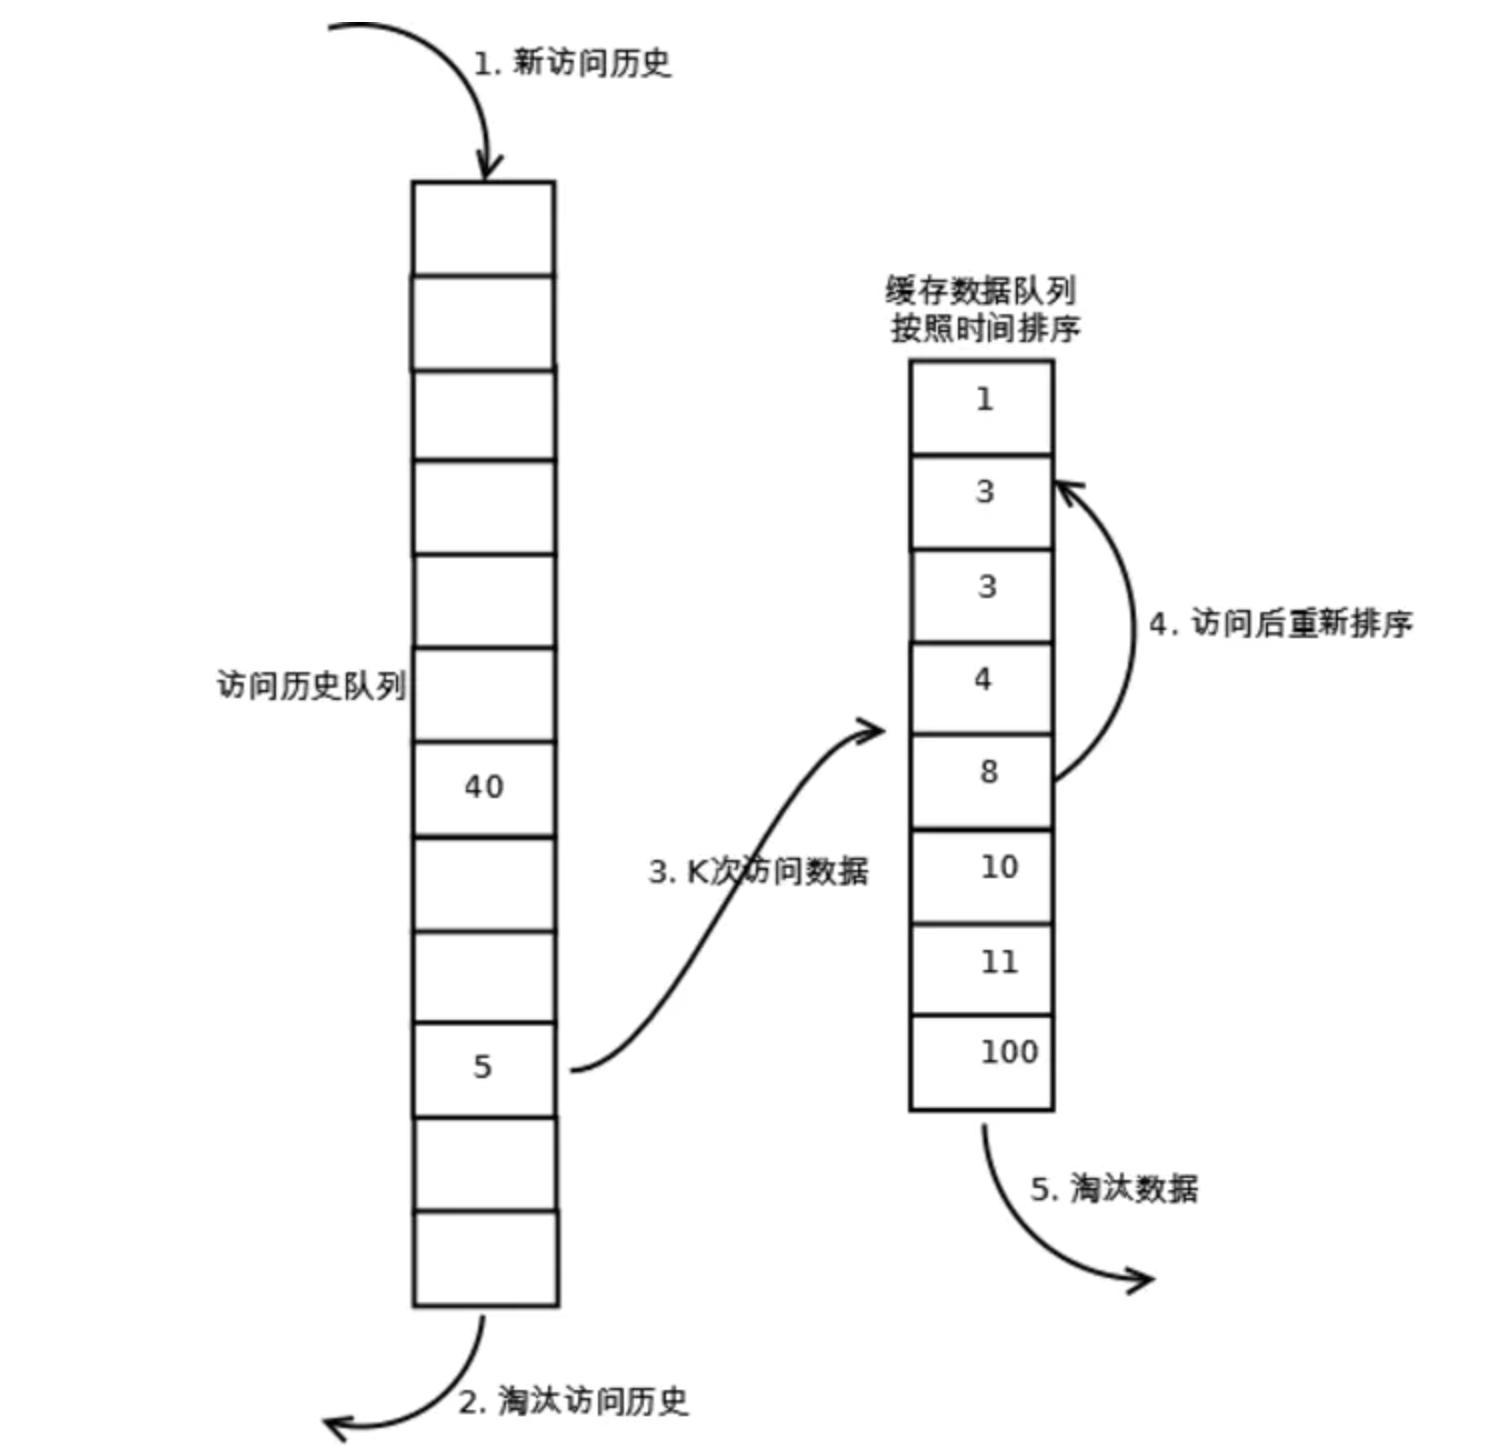 1. 新访问历史
缓存数据队列
按照时间排序
1
3
3
4. 访问后重新排序
访问历史队列
4
40
8
3. K次访问数据
10
11
5
100
5. 淘汰数据
2. 淘汰访问历史